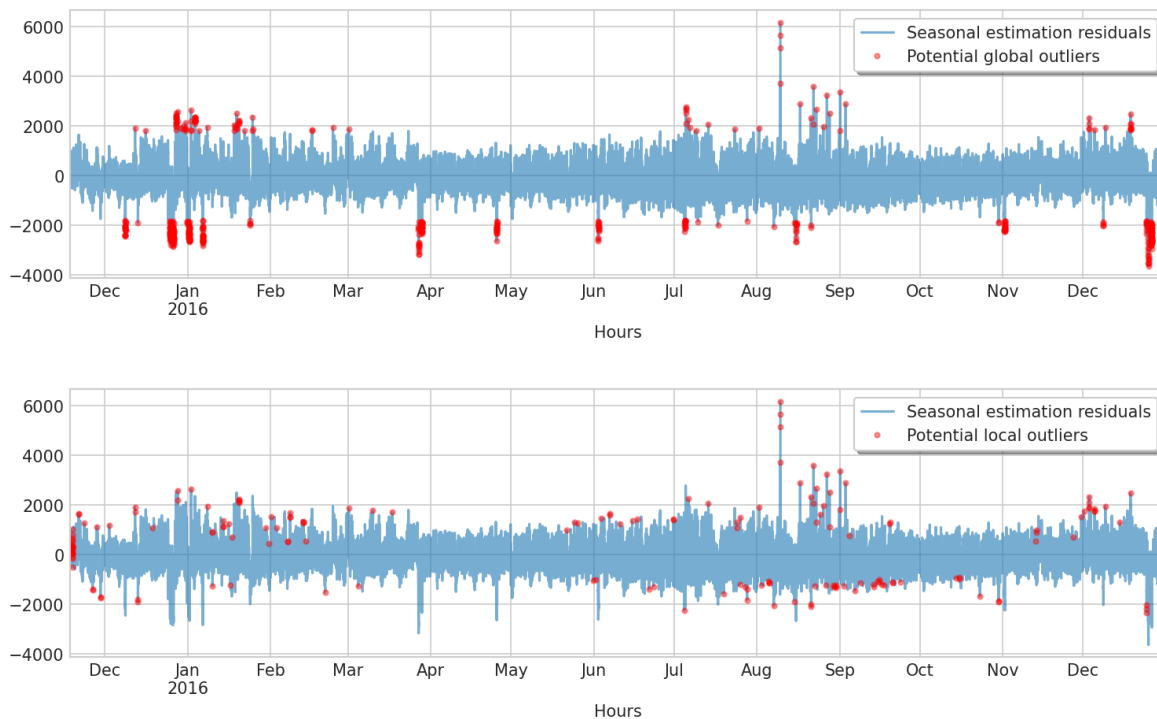 6000
4000
2000
0
−2000
−4000
Seasonal estimation residuals
Potential global outliers
Dec Jan Feb Mar Apr May Jun Jul Aug Sep Oct Nov Dec
2016
Hours
6000
4000
2000
0
−2000
−4000
Seasonal estimation residuals
Potential local outliers
Dec Jan Feb Mar Apr May Jun Jul Aug Sep Oct Nov Dec
2016
Hours